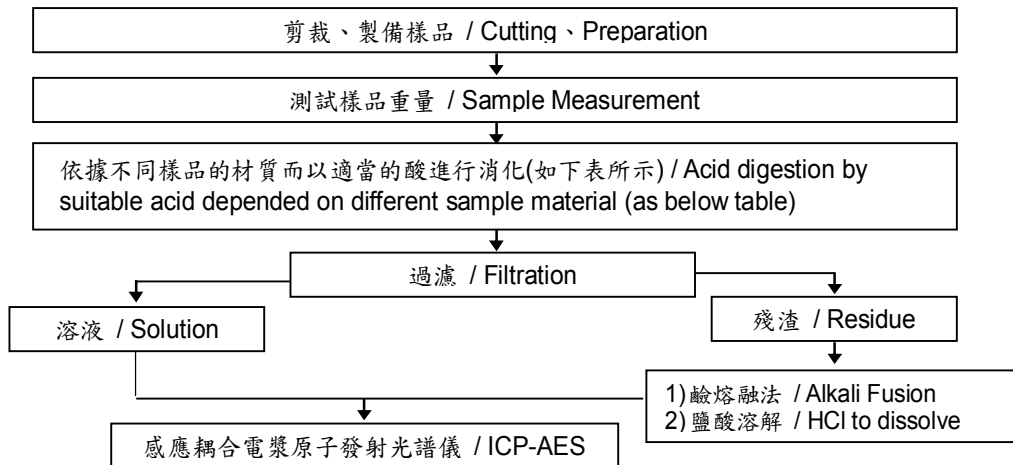 剪裁、製備樣品 / Cutting、Preparation
測試樣品重量 / Sample Measurement
依據不同樣品的材質而以適當的酸進行消化(如下表所示) / Acid digestion by
suitable acid depended on different sample material (as below table)
過濾 / Filtration
溶液 / Solution
殘渣 / Residue
1)鹼熔融法 / Alkali Fusion
2)鹽酸溶解 / HCl to dissolve
感應耦合電漿原子發射光譜儀 / ICP-AES